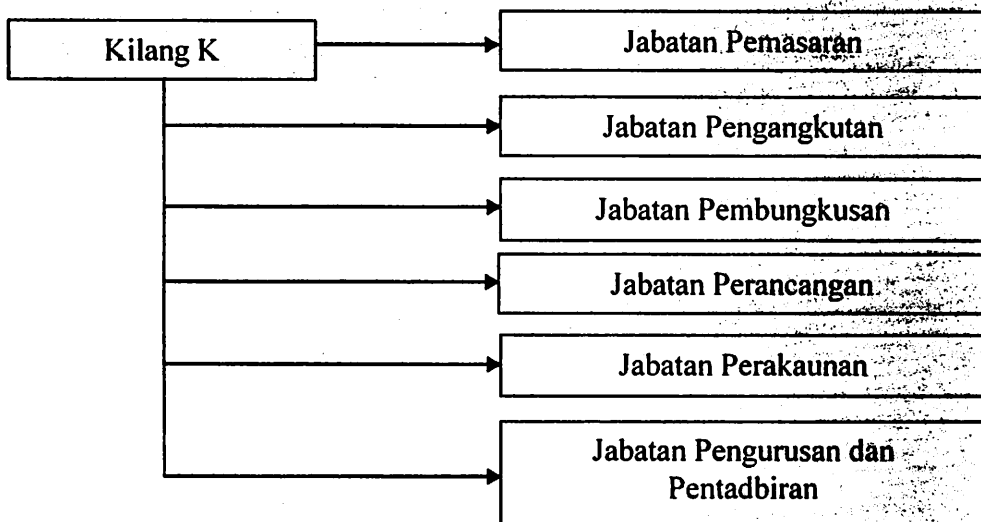 Kilang K
Jabatan Pemasaran
Jabatan Pengangkutan
Jabatan Pembungkusan
Jabatan Perancangan
Jabatan Perakaunan
Jabatan Pengurusan dan
Pentadbiran